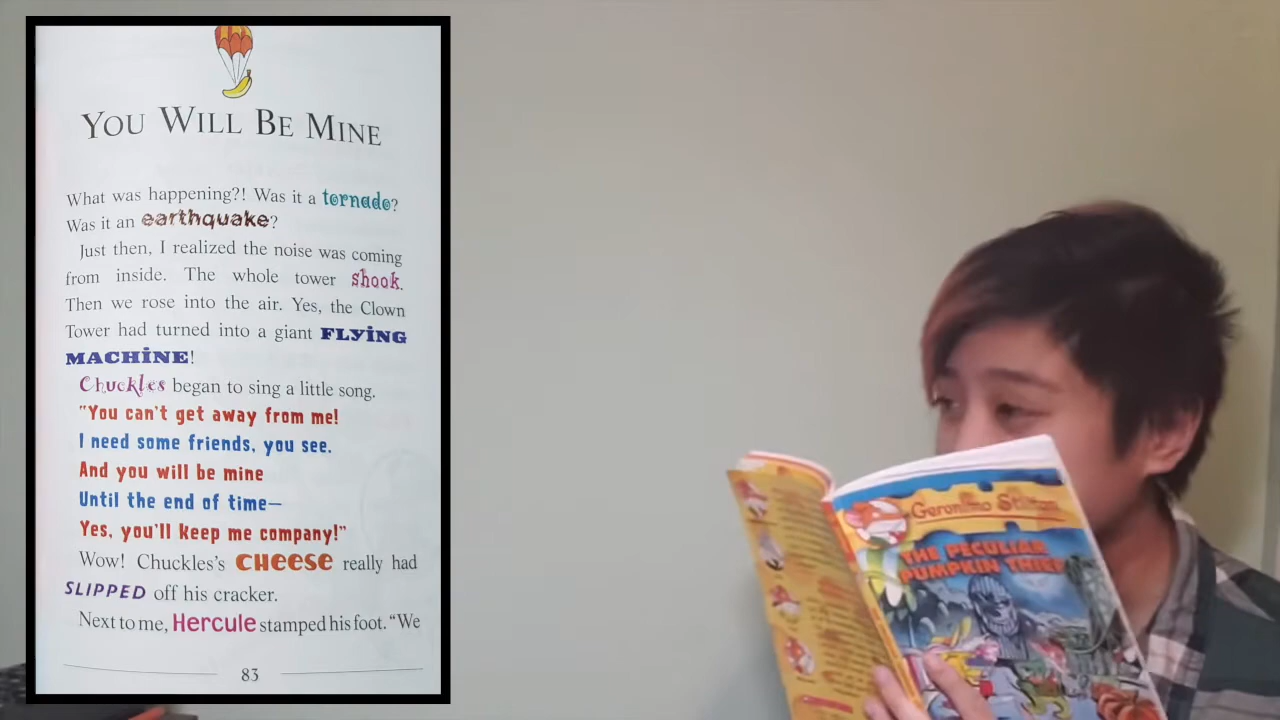 YOU WILL BE MINE
What was happening?! Was it a tornado?
Was it an earthquake?
Just then, I realized the noise was coming
from inside. The whole tower shook.
Then we rose into the air. Yes, the Clown
Tower had turned into a giant FLYiNG
MACHiNE!
Chuckles began to sing a little song.
"You can't get away from me!
I need some friends, you see.
And you will be mine
Until the end of time—
Yes, you'll keep me company!"
Wow! Chuckles's CHEESE really had
SLIPPED off his cracker.
Next to me, Hercule stamped his foot. "We
83
Geronimo Stilton
THE PECULIAR
PUMPKIN THIEF